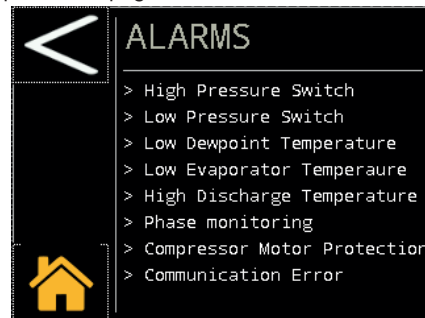 ALARMS
> High Pressure Switch
> Low Pressure Switch
> Low Dewpoint Temperature
> Low Evaporator Temperaure
> High Discharge Temperature
> Phase monitoring
> Compressor Motor Protection
> Communication Error